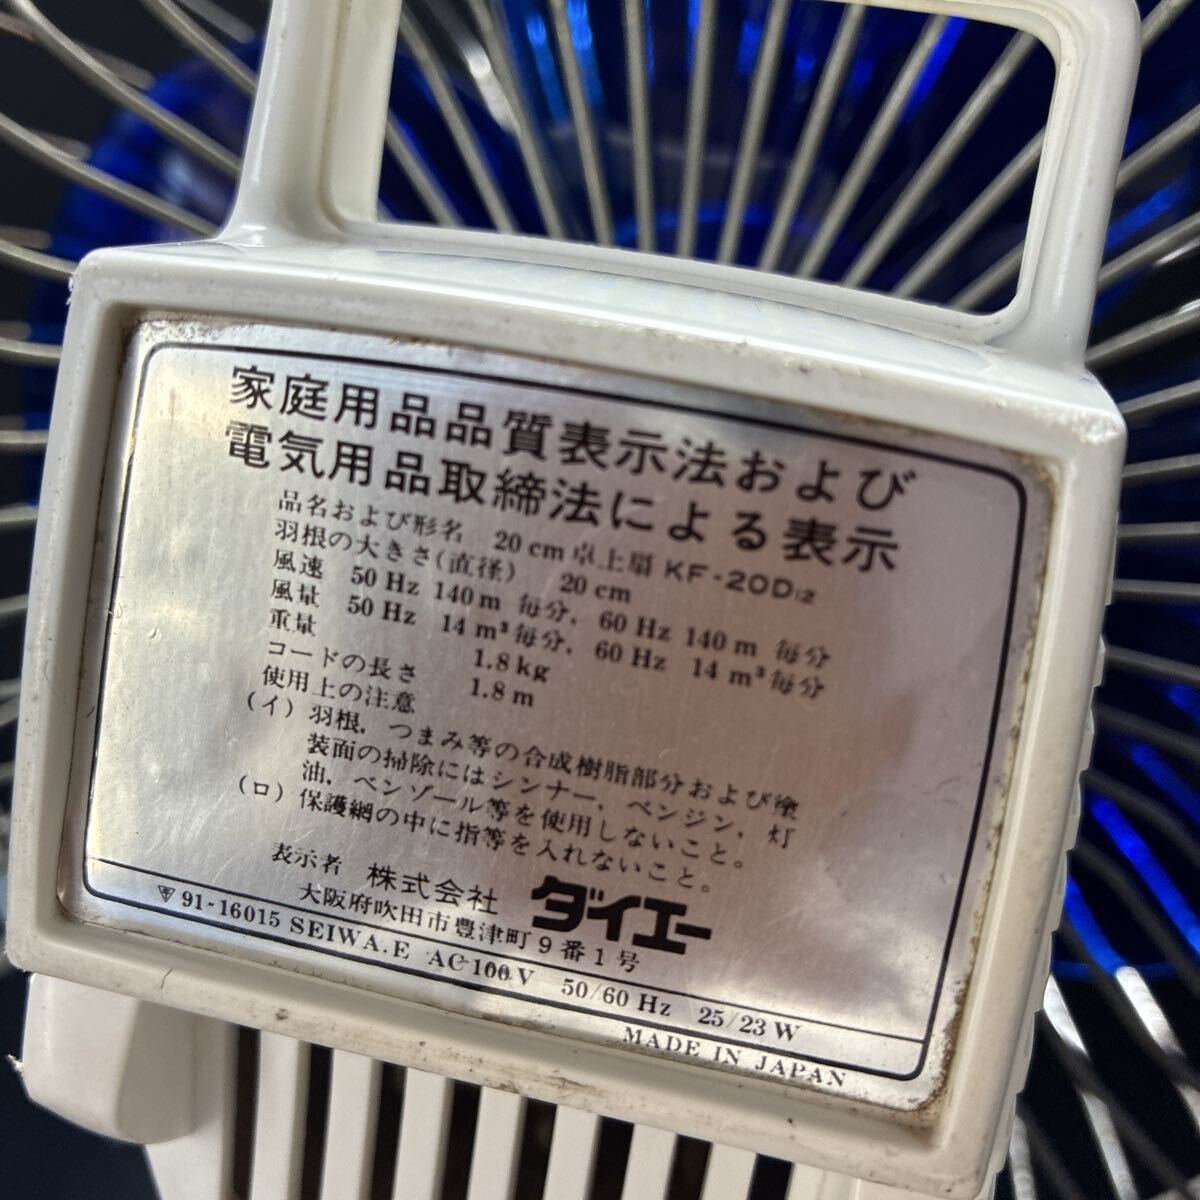 家庭用品品質表示法および
電気用品取締法による表示
品名および形名 20cm卓上扇 KF-20D12
羽根の大きさ(直径) 20cm
風速 50Hz 140m 毎分, 60Hz 140m 毎分
風量 50Hz 14m³毎分, 60Hz 14m³毎分
重量 1.8kg
コードの長さ 1.8m
使用上の注意
(イ) 羽根, つまみ等の合成樹脂部分および塗
装面の掃除にはシンナー, ベンジン, 灯
油, ベンゾール等を使用しないこと。
(ロ) 保護網の中に指等を入れないこと。
表示者 株式会社 ダイエー
大阪府吹田市豊津町9番1号
91-16015 SEIWA.E AC100V 50/60Hz 25/23W
MADE IN JAPAN